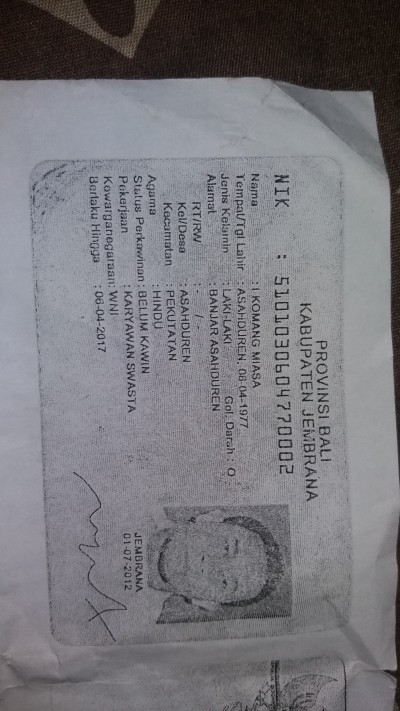 PROVINSI BALI
KABUPATEN JEMBRANA
NIK : 5101030604770002
Nama : I KOMANG MIASA
Tempat/Tgl Lahir : ASAHDUREN, 06-04-1977
Jenis Kelamin : LAKI-LAKI Gol. Darah : O
Alamat : BANJAR ASAHDUREN
RT/RW : - / -
Kel/Desa : ASAHDUREN
Kecamatan : PEKUTATAN
Agama : HINDU
Status Perkawinan : BELUM KAWIN
Pekerjaan : KARYAWAN SWASTA
Kewarganegaraan: WNI
Berlaku Hingga : 06-04-2017
JEMBRANA
01-07-2012